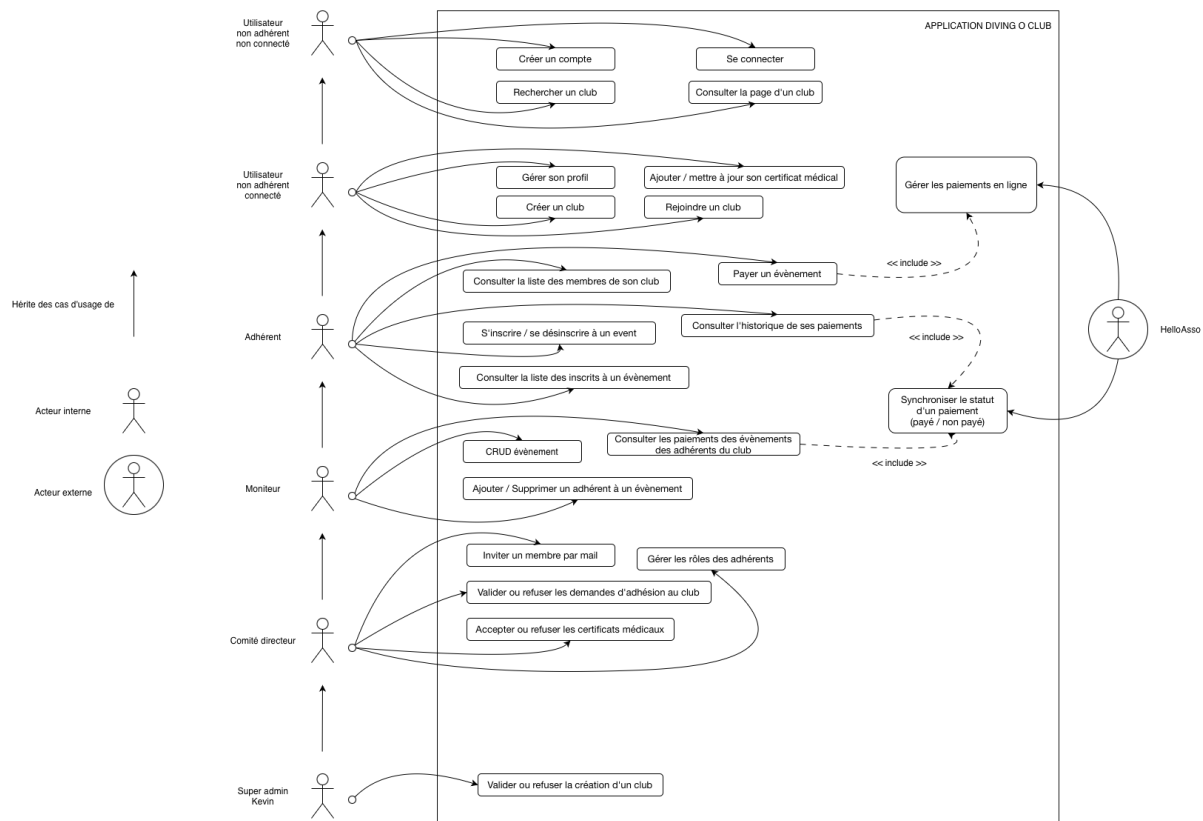 Utilisateur
non adhérent
non connecté
APPLICATION DIVING O CLUB
Créer un compte
Se connecter
Rechercher un club
Consulter la page d'un club
Utilisateur
non adhérent
connecté
Gérer son profil
Ajouter / mettre à jour son certificat médical
Gérer les paiements en ligne
Créer un club
Rejoindre un club
<< include >>
Payer un évènement
Consulter la liste des membres de son club
Hérite des cas d'usage de
Adhérent
S'inscrire / se désinscrire à un event
Consulter l'historique de ses paiements
<< include >>
HelloAsso
Consulter la liste des inscrits à un évènement
Synchroniser le statut
d'un paiement
(payé / non payé)
Acteur interne
Consulter les paiements des évènements
des adhérents du club
CRUD évènement
<< include >>
Acteur externe
Moniteur
Ajouter / Supprimer un adhérent à un évènement
Inviter un membre par mail
Gérer les rôles des adhérents
Valider ou refuser les demandes d'adhésion au club
Comité directeur
Accepter ou refuser les certificats médicaux
Super admin
Kevin
Valider ou refuser la création d'un club